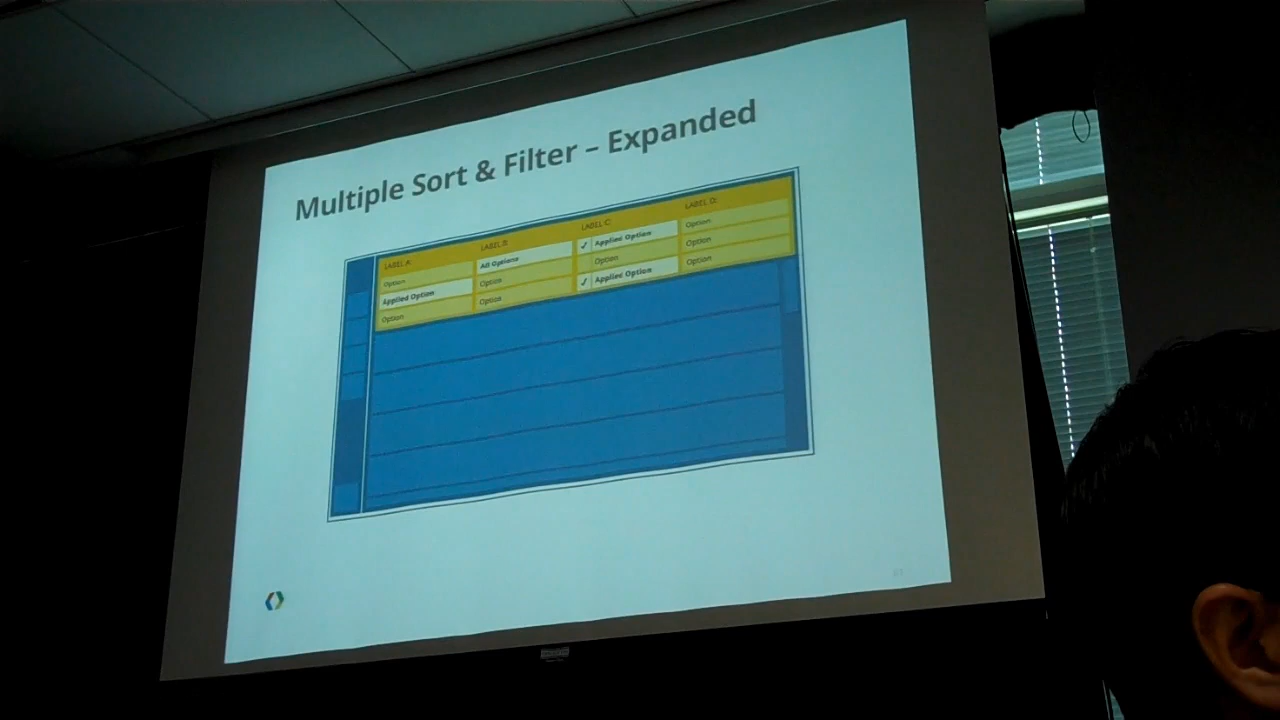 Multiple Sort & Filter – Expanded
LABEL A:
Option
Applied Option
Option
LABEL B:
All Options
Option
Option
LABEL C:
✓ Applied Option
Option
✓ Applied Option
LABEL D:
Option
Option
Option